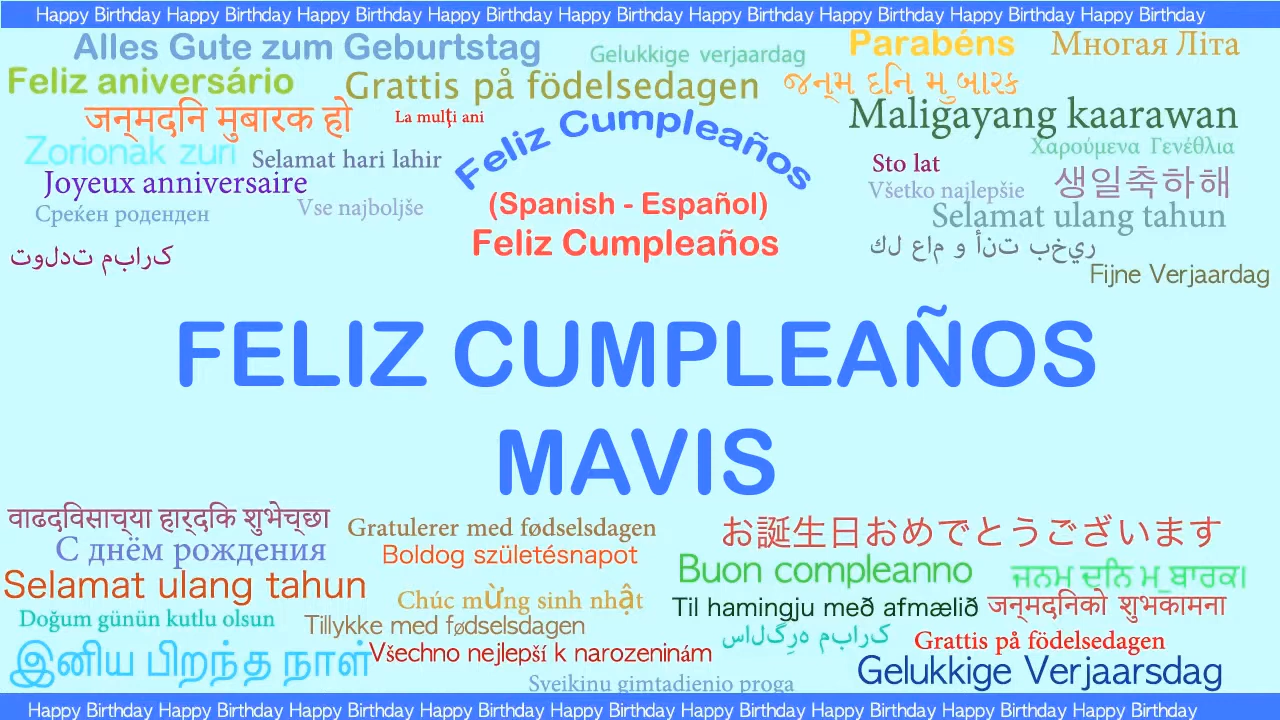 Happy Birthday Happy Birthday Happy Birthday Happy Birthday Happy Birthday Happy Birthday Happy Birthday Happy Birthday Happy Birthday
Alles Gute zum Geburtstag
Gelukkige verjaardag
Parabéns
Многая Літа
Feliz aniversário
Grattis på födelsedagen
જન્મ દિન મુબારક
जन्मदिन मुबारक हो
La mulţi ani
Feliz Cumpleaños
Maligayang kaarawan
Zorionak zuri
Selamat hari lahir
Sto lat
Χαρούμενα Γενέθλια
Joyeux anniversaire
Všetko najlepšie
생일축하해
Срeќен роденден
Vse najboljše
(Spanish - Español)
Selamat ulang tahun
Feliz Cumpleaños
تولدت مبارک
كل عام و أنت بخير
Fijne Verjaardag
FELIZ CUMPLEAÑOS
MAVIS
वाढदिवसाच्या हार्दिक शुभेच्छा
Gratulerer med fødselsdagen
お誕生日おめでとうございます
С днём рождения
Boldog születésnapot
Buon compleanno
ਜਨਮ ਦਿਨ ਮੁਬਾਰਕ।
Selamat ulang tahun
Chúc mừng sinh nhật
Til hamingju með afmælið
जन्मदिनको शुभकामना
Doğum günün kutlu olsun
Tillykke med fødselsdagen
سالگرہ مبارک
Grattis på födelsedagen
இனிய பிறந்த நாள்
Všechno nejlepší k narozeninám
Gelukkige Verjaarsdag
Sveikinu gimtadienio proga
Happy Birthday Happy Birthday Happy Birthday Happy Birthday Happy Birthday Happy Birthday Happy Birthday Happy Birthday Happy Birthday